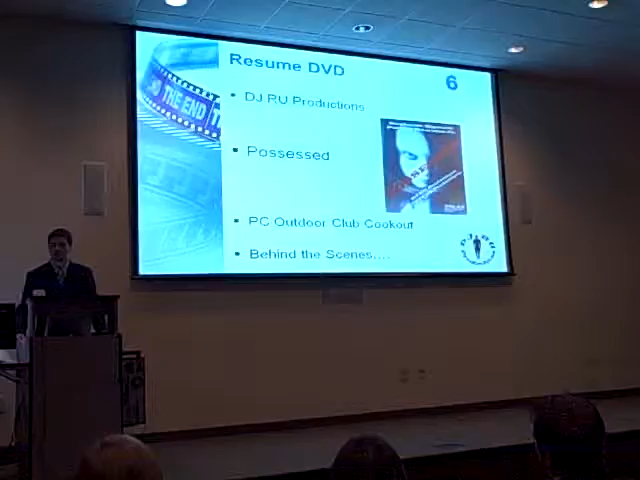 Resume DVD
6
THE END
• DJ RU Productions
• Possessed
• PC Outdoor Club Cookout
• Behind the Scenes....